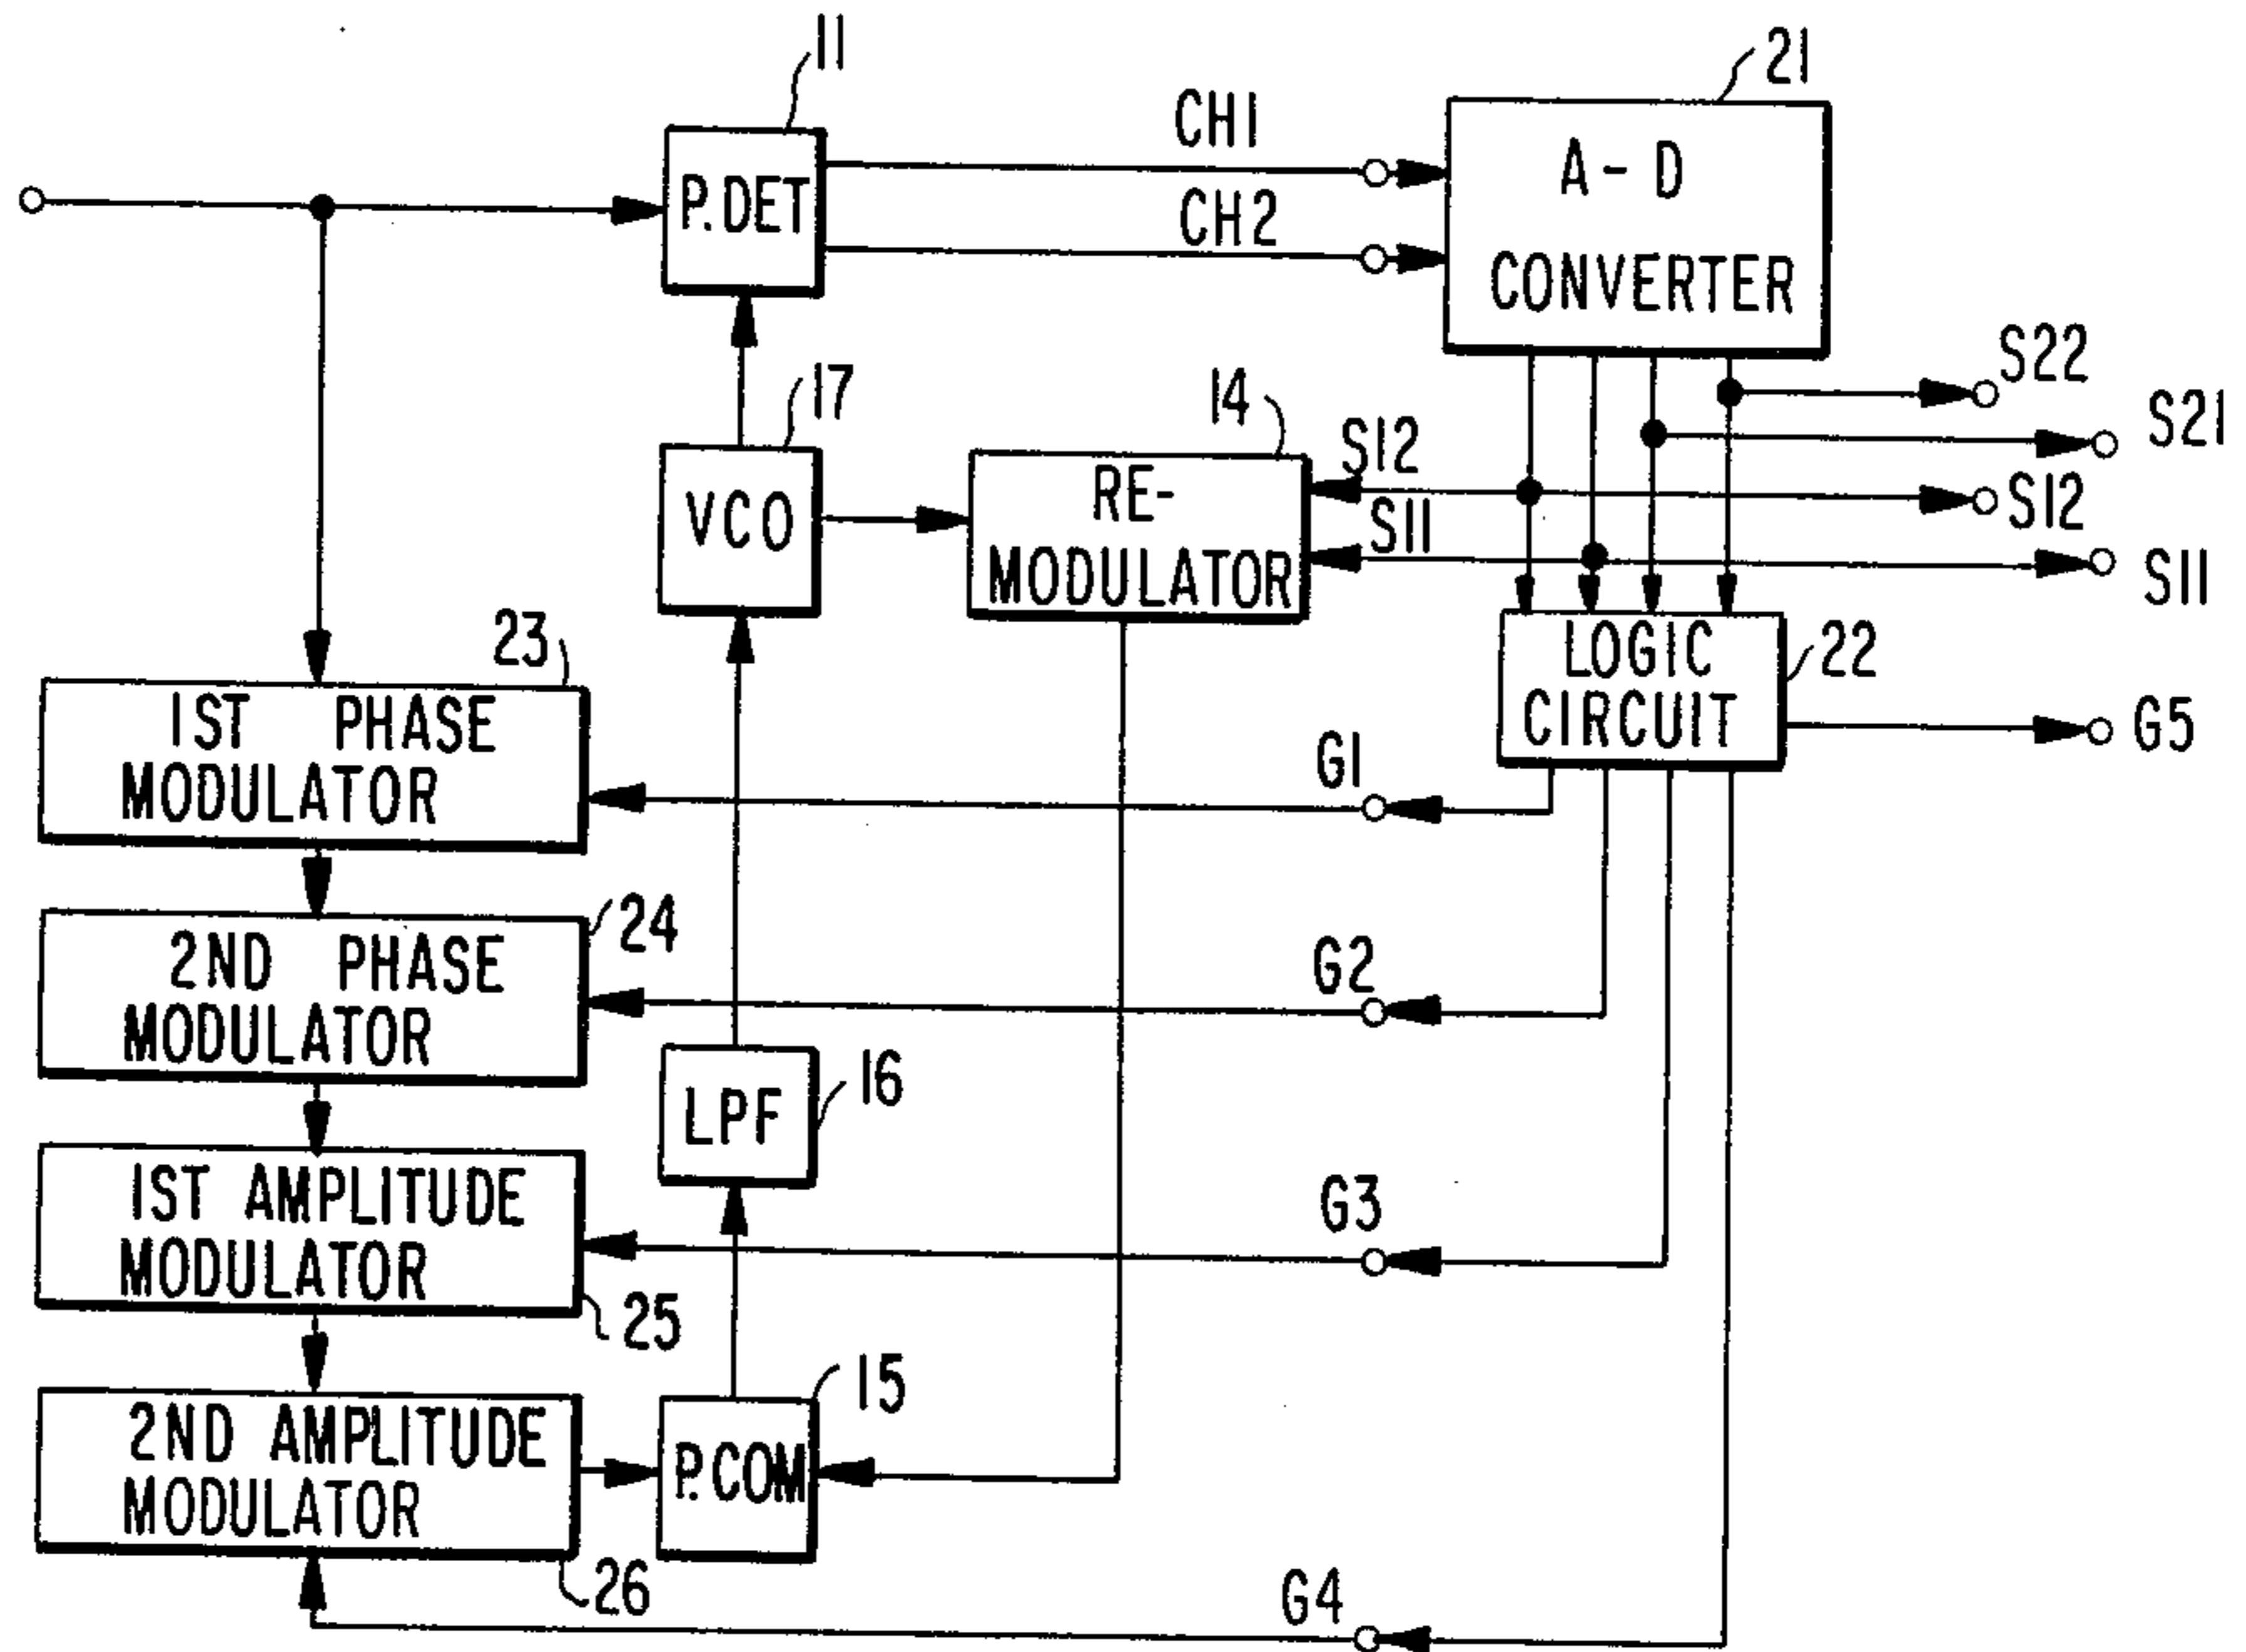 11
21
CH1
P.DET
A-D
CH2
CONVERTER
S22
17
14
S21
S12
VCO
RE-
S12
S11
MODULATOR
S11
23
LOGIC
22
1ST PHASE
CIRCUIT
G5
G1
MODULATOR
24
2ND PHASE
G2
MODULATOR
16
LPF
1ST AMPLITUDE
G3
MODULATOR
25
15
2ND AMPLITUDE
P.COM
MODULATOR
26
G4